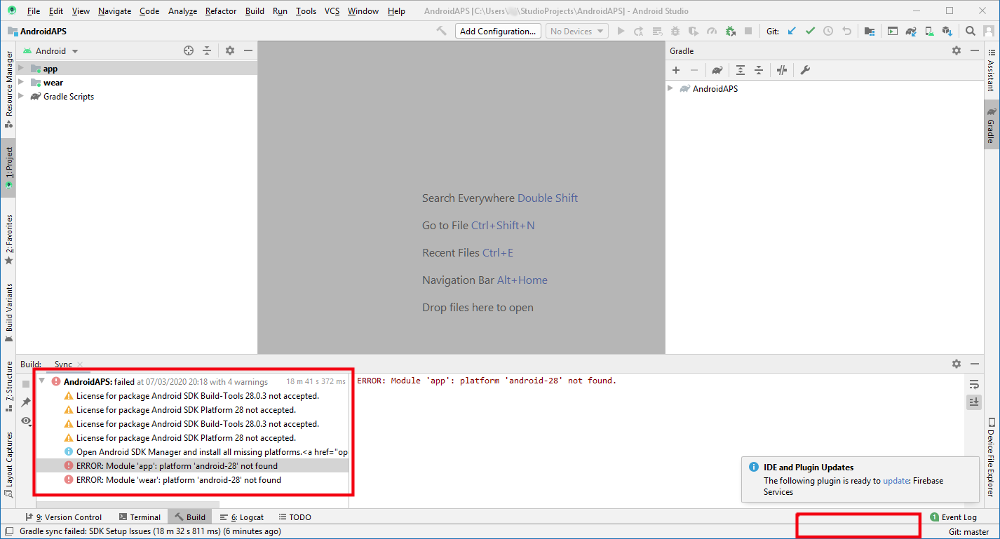 File Edit View Navigate Code Analyze Refactor Build Run Tools VCS Window Help AndroidAPS [C:\Users\ \StudioProjects\AndroidAPS] - Android Studio
AndroidAPS
Add Configuration...
No Devices
Git:
Resource Manager
1: Project
2: Favorites
Build Variants
7: Structure
Layout Captures
Android
app
wear
Gradle Scripts
Search Everywhere Double Shift
Go to File Ctrl+Shift+N
Recent Files Ctrl+E
Navigation Bar Alt+Home
Drop files here to open
Gradle
AndroidAPS
Assistant
Gradle
Device File Explorer
Build: Sync
AndroidAPS: failed at 07/03/2020 20:18 with 4 warnings 18 m 41 s 372 ms
License for package Android SDK Build-Tools 28.0.3 not accepted.
License for package Android SDK Platform 28 not accepted.
License for package Android SDK Build-Tools 28.0.3 not accepted.
License for package Android SDK Platform 28 not accepted.
Open Android SDK Manager and install all missing platforms.<a href="op
ERROR: Module 'app': platform 'android-28' not found
ERROR: Module 'wear': platform 'android-28' not found
ERROR: Module 'app': platform 'android-28' not found.
IDE and Plugin Updates
The following plugin is ready to update: Firebase
Services
9: Version Control
Terminal
Build
6: Logcat
TODO
1 Event Log
Gradle sync failed: SDK Setup Issues (18 m 32 s 811 ms) (6 minutes ago)
Git: master